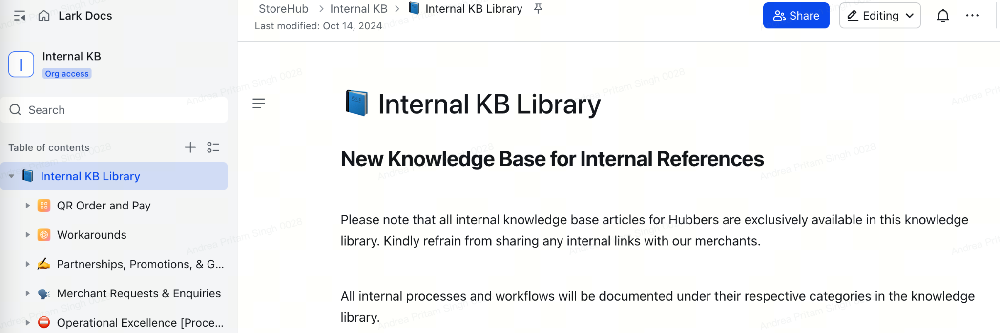 Lark Docs
Internal KB
Org access
Search
Table of contents
Internal KB Library
QR Order and Pay
Workarounds
Partnerships, Promotions, & G...
Merchant Requests & Enquiries
Operational Excellence [Proce...
StoreHub > Internal KB > Internal KB Library
Last modified: Oct 14, 2024
Share
Editing
Internal KB Library
New Knowledge Base for Internal References
Please note that all internal knowledge base articles for Hubbers are exclusively available in this knowledge
library. Kindly refrain from sharing any internal links with our merchants.
All internal processes and workflows will be documented under their respective categories in the knowledge
library.
Andrea Pritam Singh 0028